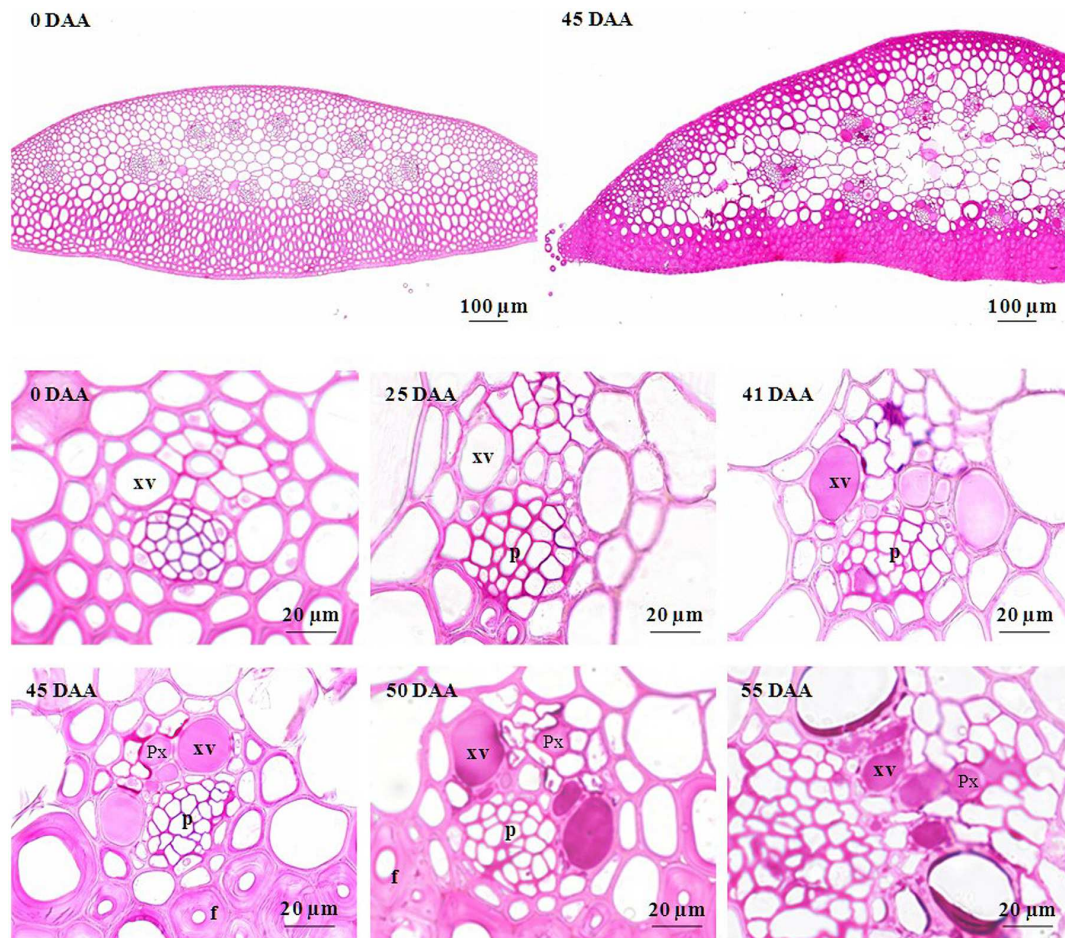 0 DAA
45 DAA
100 µm
100 µm
0 DAA
25 DAA
41 DAA
xv
xv
xv
p
p
20 µm
20 µm
20 µm
45 DAA
50 DAA
55 DAA
Px
xv
xv
Px
xv
Px
p
p
f
f
20 µm
20 µm
20 µm